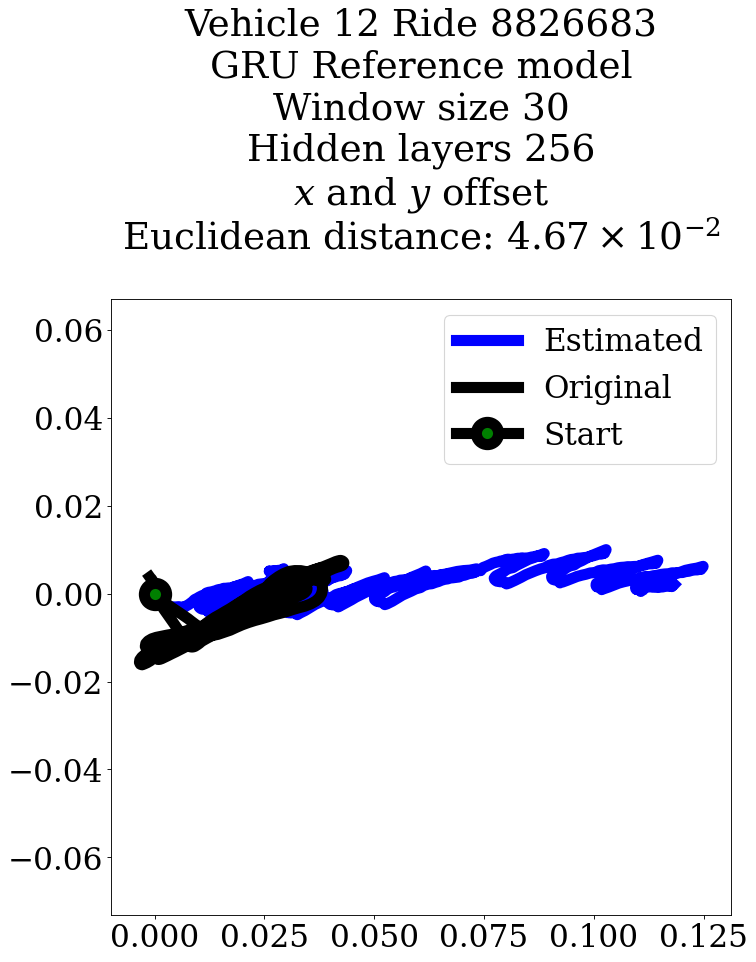 Vehicle 12 Ride 8826683
GRU Reference model
Window size 30
Hidden layers 256
x and y offset
Euclidean distance: 4.67 × 10⁻²
Estimated
Original
Start
0.06
0.04
0.02
0.00
−0.02
−0.04
−0.06
0.000 0.025 0.050 0.075 0.100 0.125